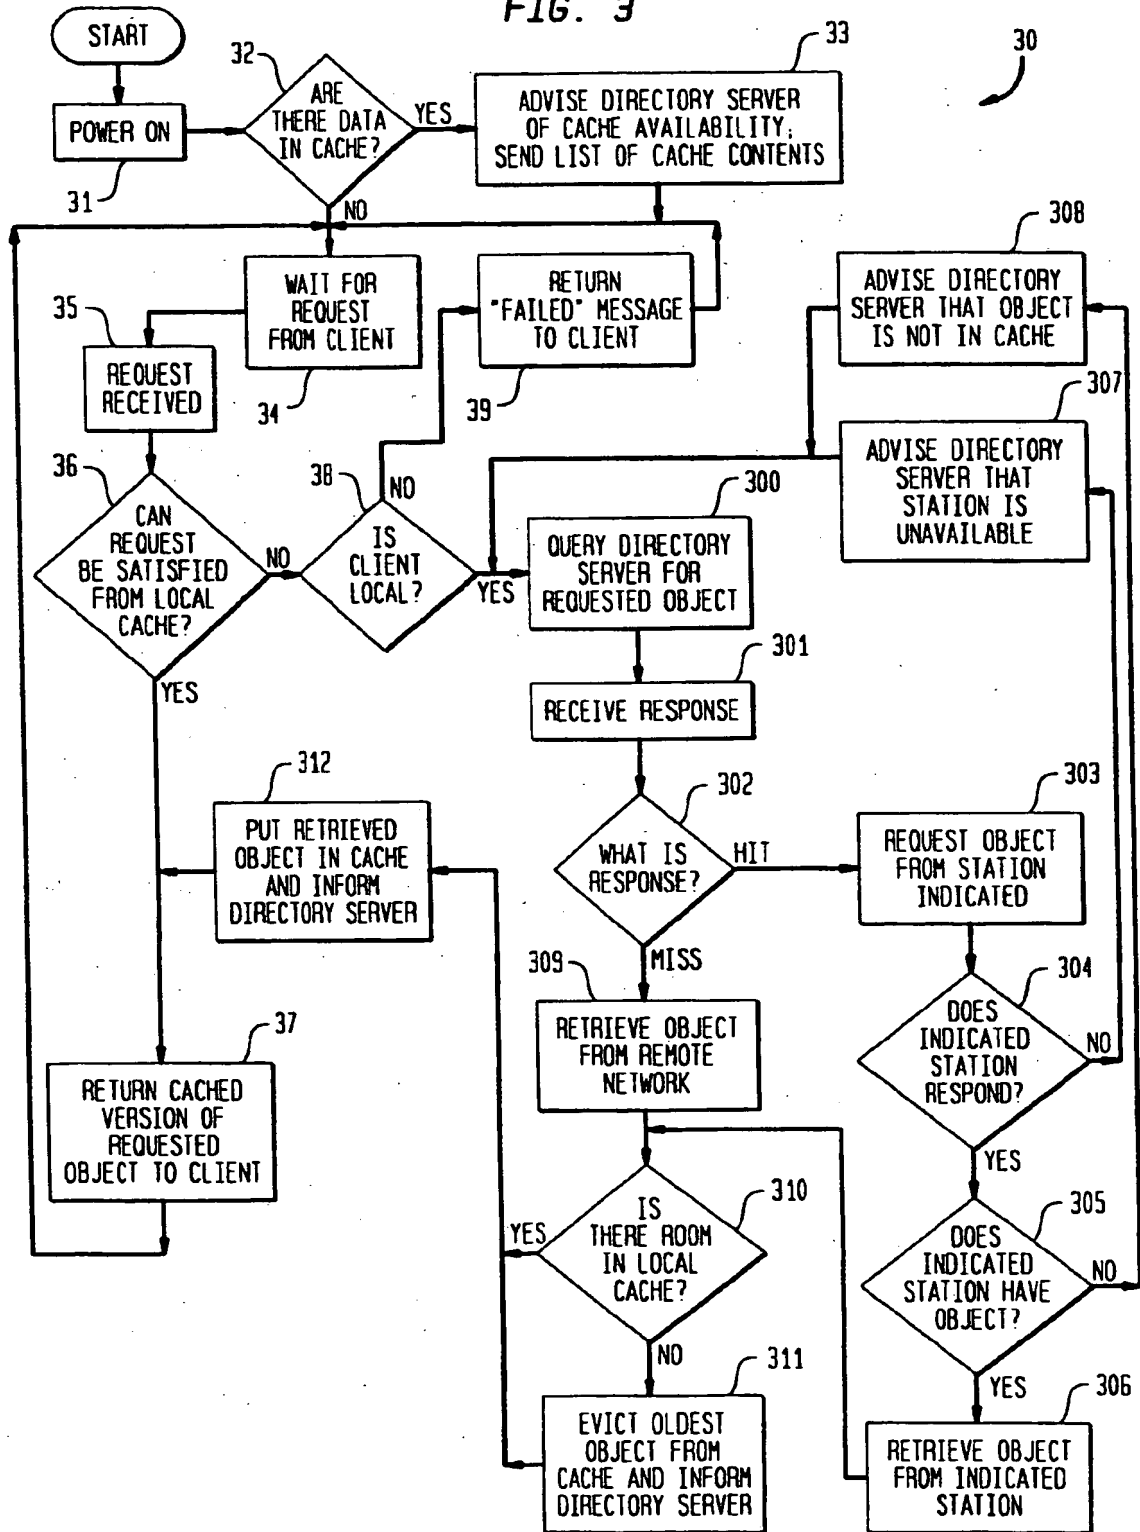 FIG. 3
START
30
33
32
ARE
THERE DATA
IN CACHE?
YES
ADVISE DIRECTORY SERVER
OF CACHE AVAILABILITY;
SEND LIST OF CACHE CONTENTS
POWER ON
31
NO
308
WAIT FOR
REQUEST
FROM CLIENT
34
RETURN
"FAILED" MESSAGE
TO CLIENT
39
ADVISE DIRECTORY
SERVER THAT OBJECT
IS NOT IN CACHE
35
REQUEST
RECEIVED
307
ADVISE DIRECTORY
SERVER THAT
STATION IS
UNAVAILABLE
36
CAN
REQUEST
BE SATISFIED
FROM LOCAL
CACHE?
NO
38
NO
IS
CLIENT
LOCAL?
YES
300
QUERY DIRECTORY
SERVER FOR
REQUESTED OBJECT
YES
301
RECEIVE RESPONSE
312
PUT RETRIEVED
OBJECT IN CACHE
AND INFORM
DIRECTORY SERVER
302
WHAT IS
RESPONSE?
HIT
MISS
303
REQUEST OBJECT
FROM STATION
INDICATED
309
RETRIEVE OBJECT
FROM REMOTE
NETWORK
304
DOES
INDICATED
STATION
RESPOND?
NO
YES
37
RETURN CACHED
VERSION OF
REQUESTED
OBJECT TO CLIENT
310
IS
THERE ROOM
IN LOCAL
CACHE?
YES
NO
305
DOES
INDICATED
STATION HAVE
OBJECT?
NO
YES
311
EVICT OLDEST
OBJECT FROM
CACHE AND INFORM
DIRECTORY SERVER
306
RETRIEVE OBJECT
FROM INDICATED
STATION